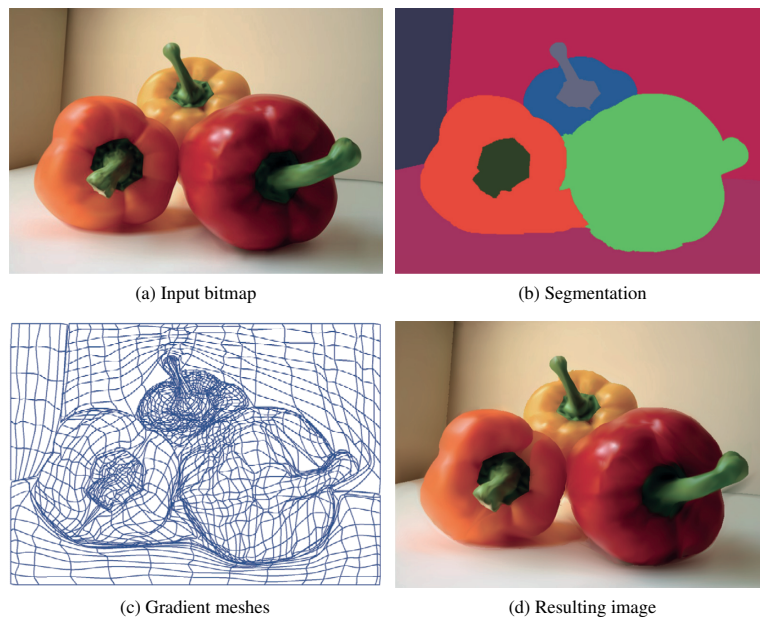 (a) Input bitmap
(b) Segmentation
(c) Gradient meshes
(d) Resulting image